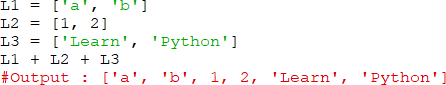 L1 = ['a', 'b']
L2 = [1, 2]
L3 = ['Learn', 'Python']
L1 + L2 + L3
#Output : ['a', 'b', 1, 2, 'Learn', 'Python']